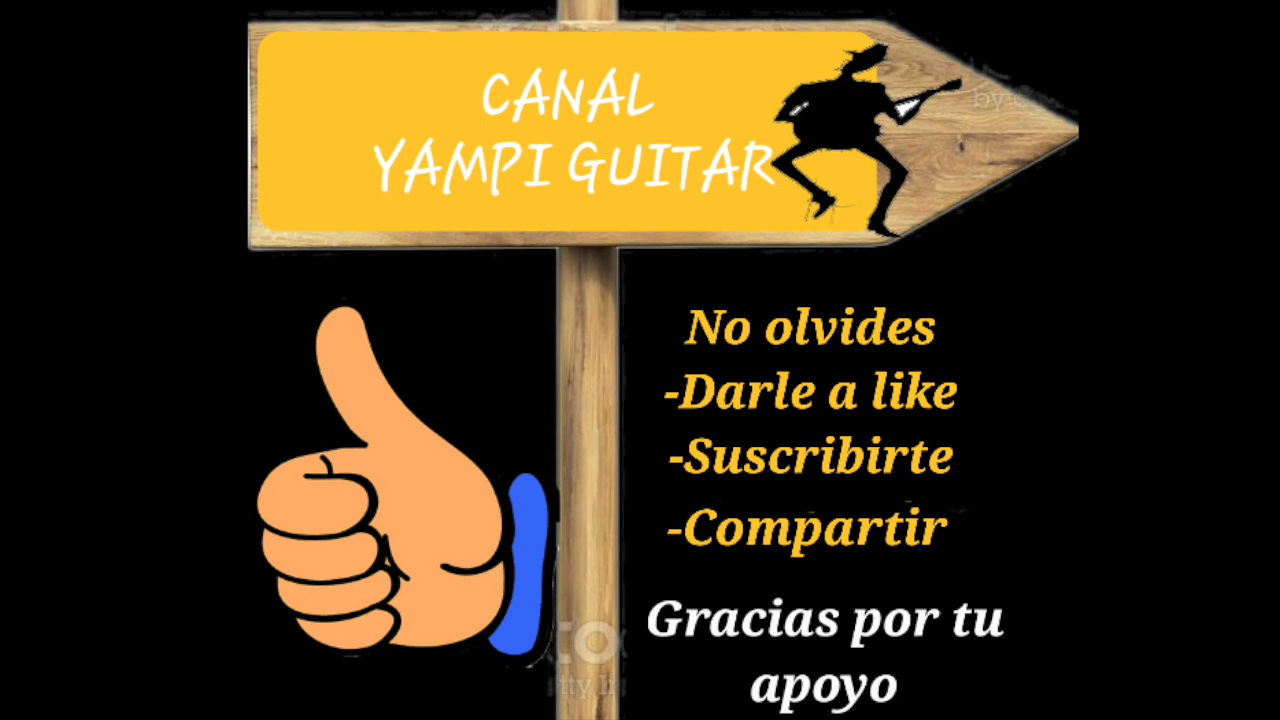 CANAL
YAMPI GUITAR
No olvides
-Darle a like
-Suscribirte
-Compartir
Gracias por tu
apoyo